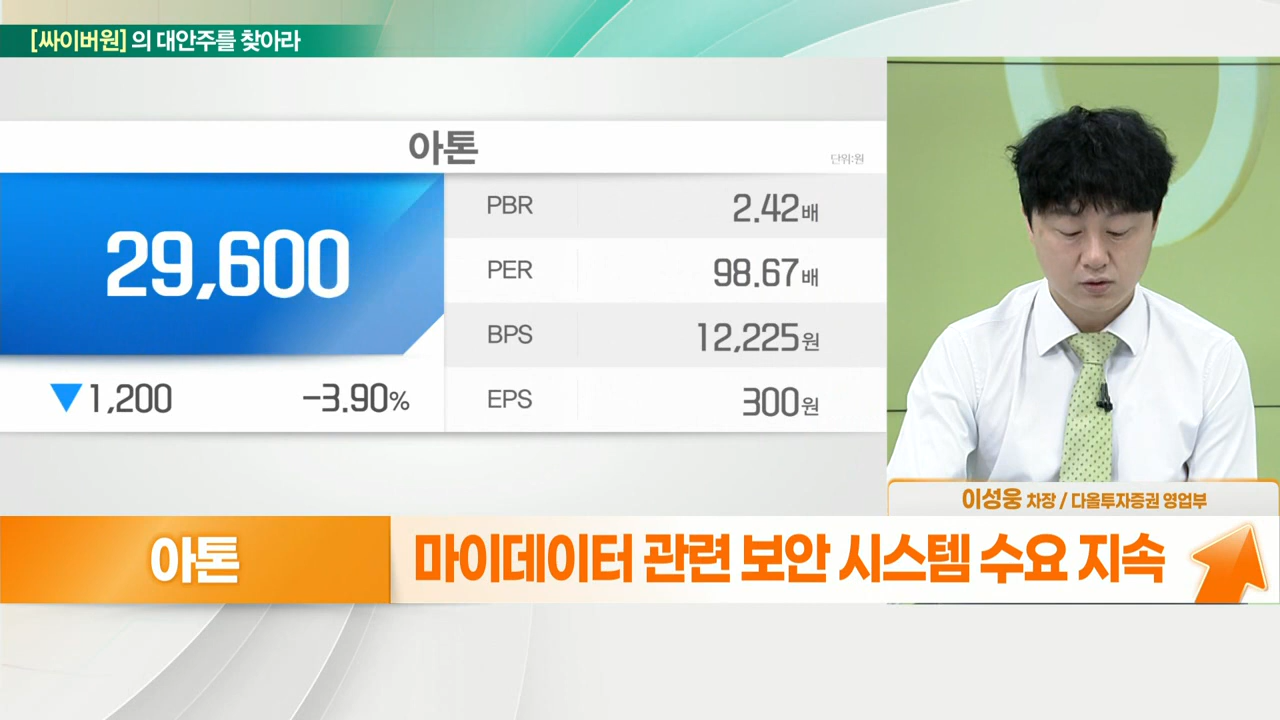 [싸이버원]의 대안주를 찾아라
아톤
단위:원
29,600
▼1,200 -3.90%
PBR 2.42배
PER 98.67배
BPS 12,225원
EPS 300원
이성웅 차장 / 다올투자증권 영업부
아톤
마이데이터 관련 보안 시스템 수요 지속